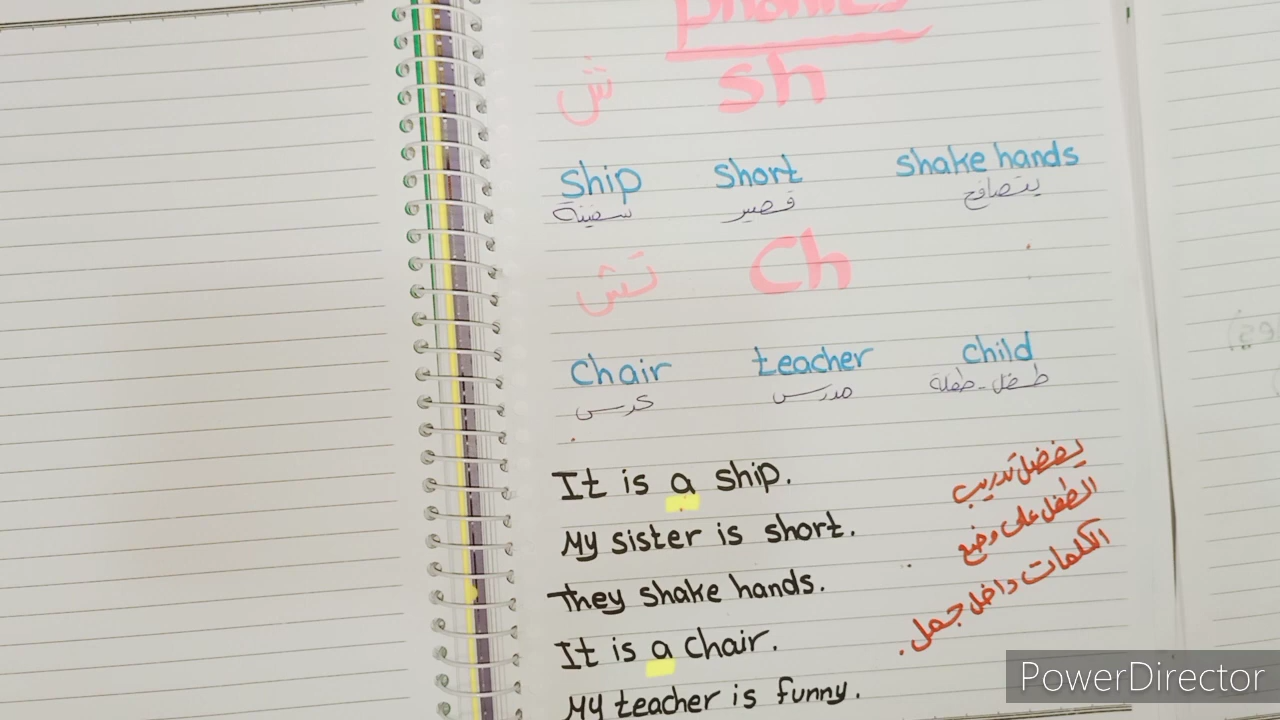 phonics
ش sh
ship short shake hands
سفينة قصير يتصافح
تش Ch
chair teacher child
كرسي مدرس طفل - طفلة
It is a ship.
My sister is short.
They shake hands.
It is a chair.
My teacher is funny.
يفضل تدريب
الطفل على وضع
الكلمات داخل جمل.
PowerDirector